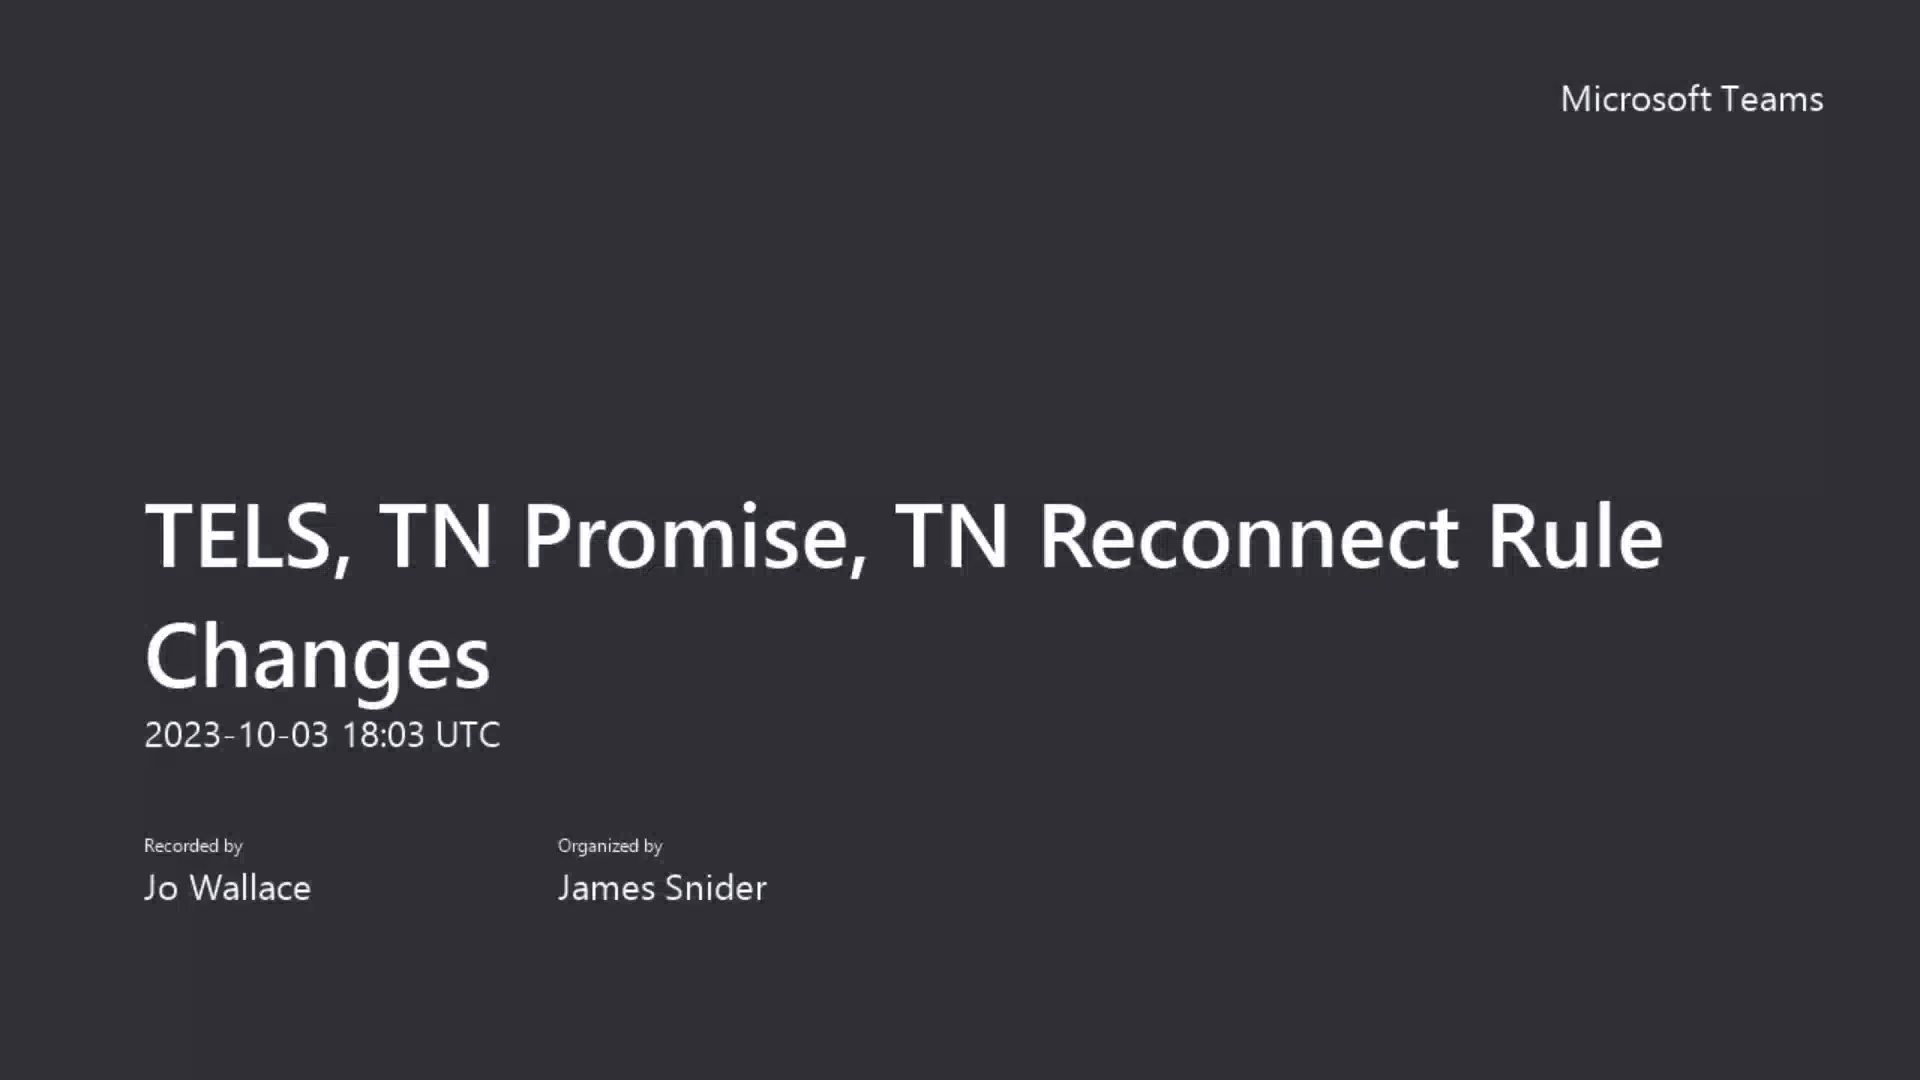 Microsoft Teams
TELS, TN Promise, TN Reconnect Rule
Changes
2023-10-03 18:03 UTC
Recorded by
Jo Wallace
Organized by
James Snider